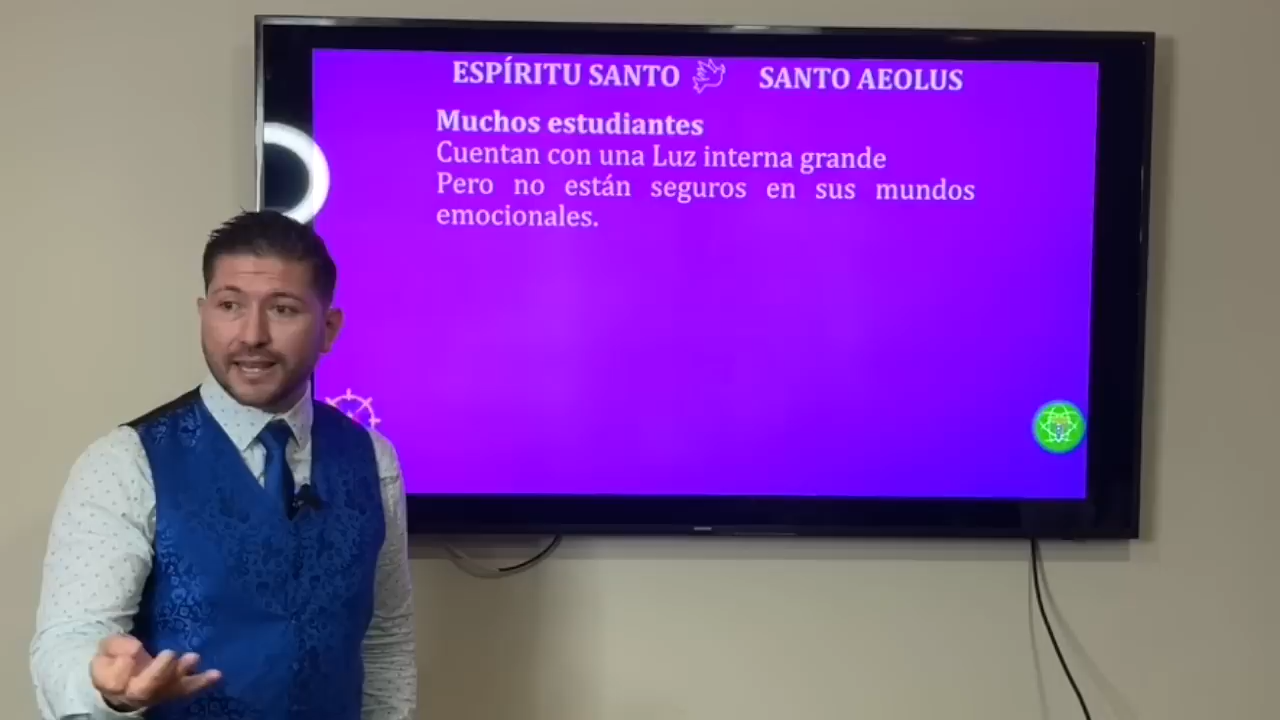 ESPÍRITU SANTO SANTO AEOLUS
Muchos estudiantes
Cuentan con una Luz interna grande
Pero no están seguros en sus mundos
emocionales.